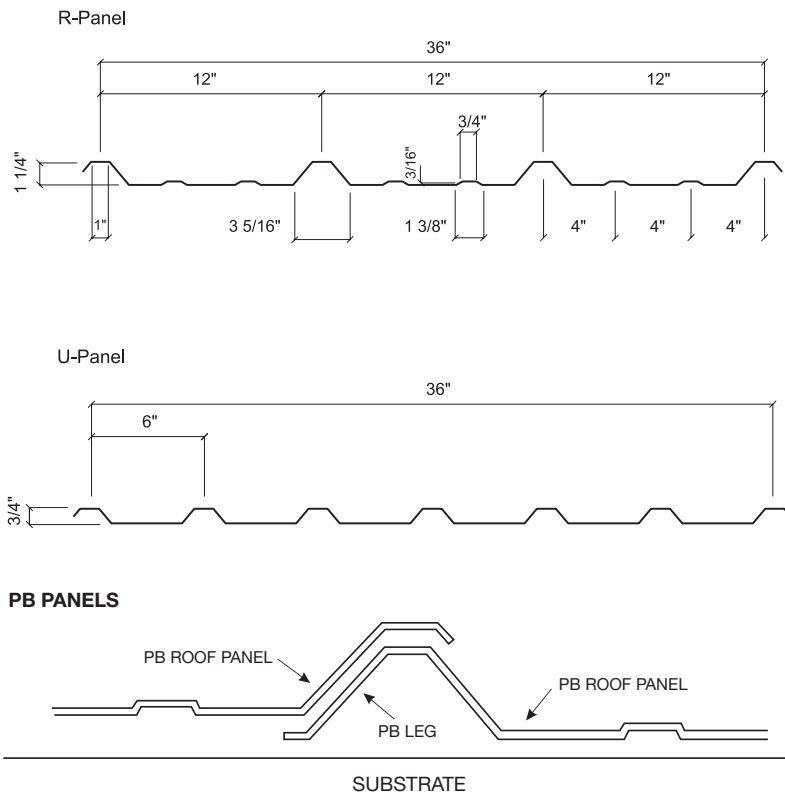 R-Panel
36"
12" 12" 12"
3/4"
3/16"
1 1/4"
1" 3 5/16" 1 3/8" 4" 4" 4"
U-Panel
36"
6"
3/4"
PB PANELS
PB ROOF PANEL
PB ROOF PANEL
PB LEG
SUBSTRATE